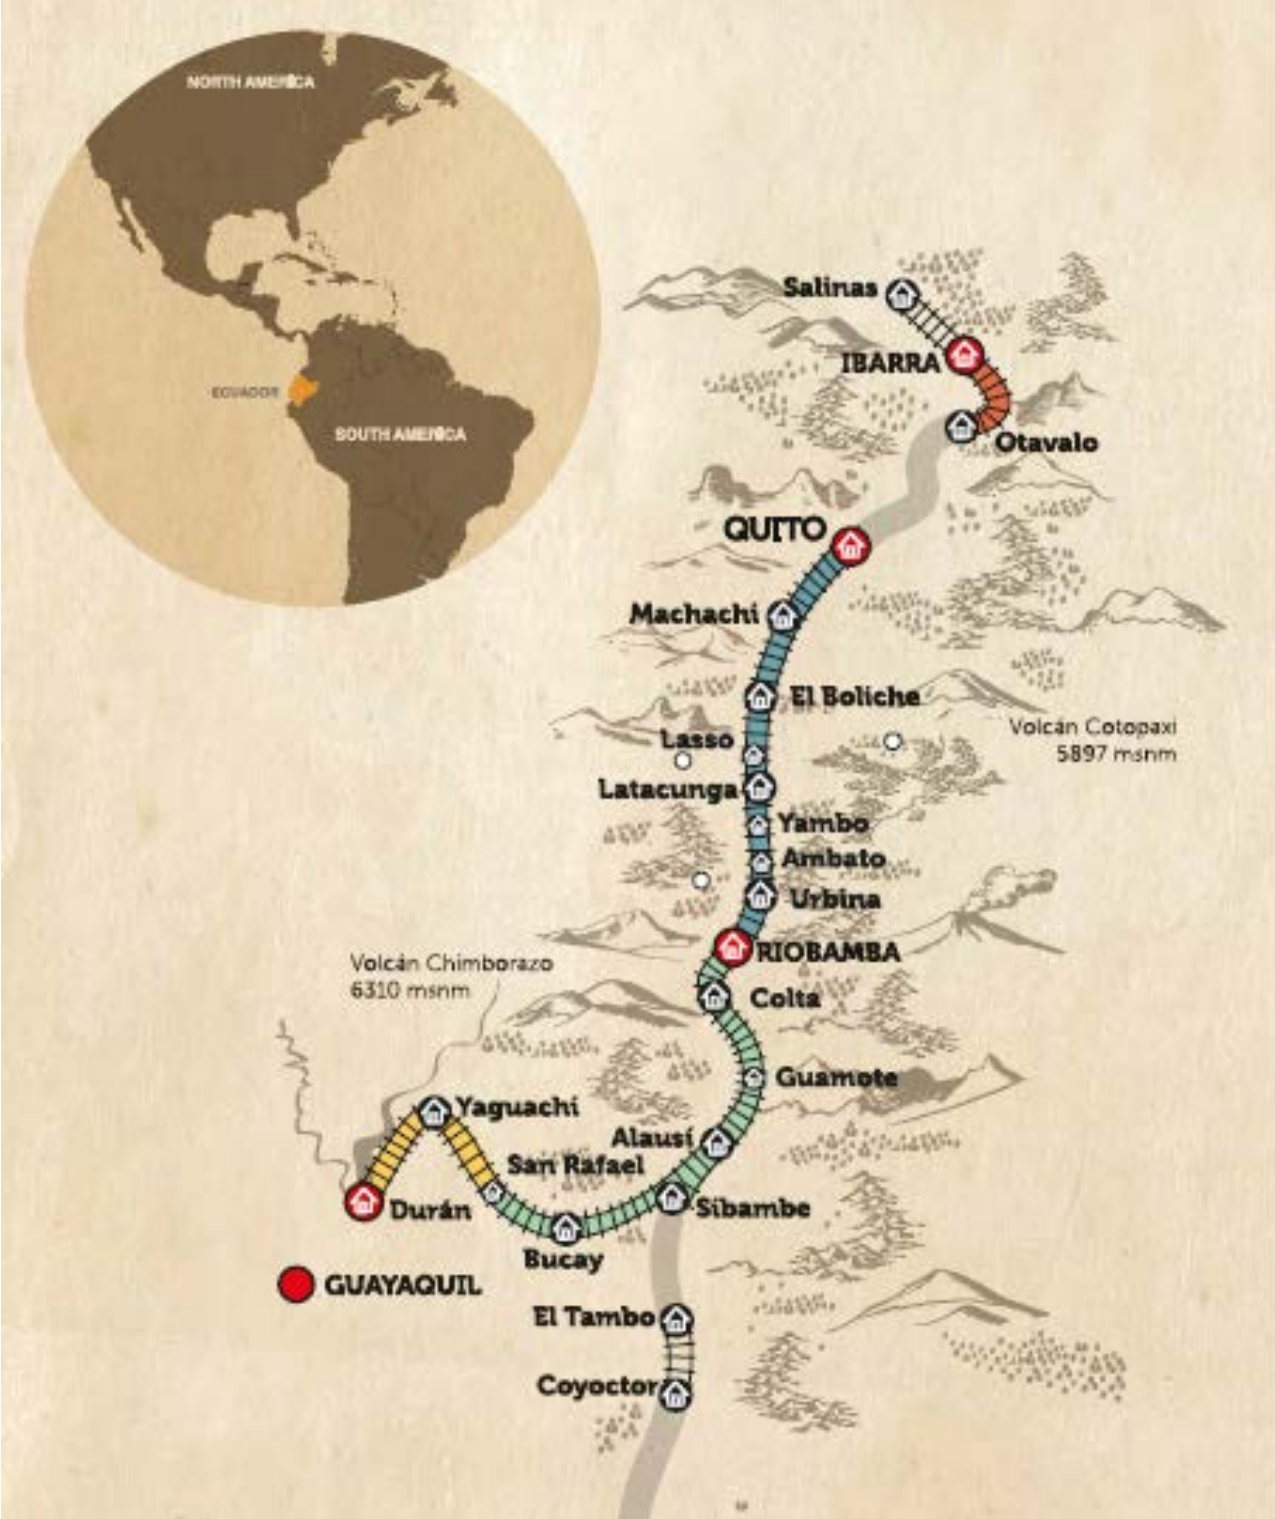 NORTH AMERICA
ECUADOR
SOUTH AMERICA
Salinas
IBARRA
Otavalo
QUITO
Machachi
El Boliche
Volcán Cotopaxi
5897 msnm
Lasso
Latacunga
Yambo
Ambato
Urbina
RIOBAMBA
Volcán Chimborazo
6310 msnm
Colta
Guamote
Yaguachi
Alausí
San Rafael
Durán
Sibambe
Bucay
GUAYAQUIL
El Tambo
Coyoctor